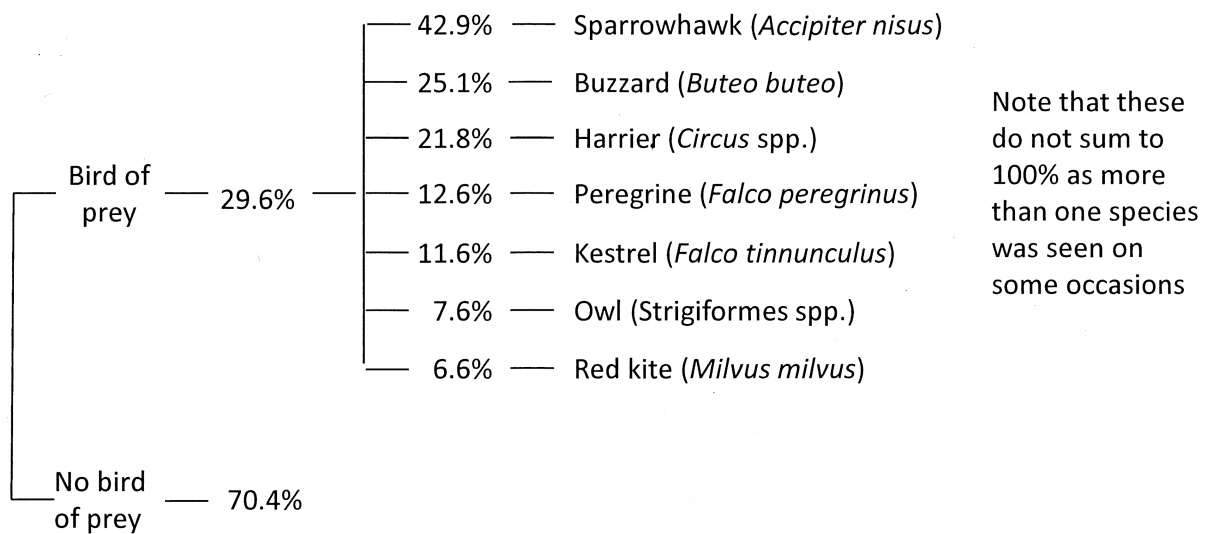 42.9% Sparrowhawk (Accipiter nisus)
25.1% Buzzard (Buteo buteo)
21.8% Harrier (Circus spp.)
12.6% Peregrine (Falco peregrinus)
11.6% Kestrel (Falco tinnunculus)
7.6% Owl (Strigiformes spp.)
6.6% Red kite (Milvus milvus)
Note that these
do not sum to
100% as more
than one species
was seen on
some occasions
Bird of
prey
29.6%
No bird
of prey
70.4%